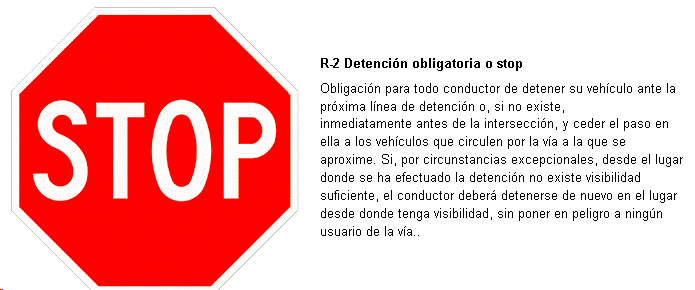 STOP
R-2 Detención obligatoria o stop
Obligación para todo conductor de detener su vehículo ante la
próxima línea de detención o, si no existe,
inmediatamente antes de la intersección, y ceder el paso en
ella a los vehículos que circulen por la vía a la que se
aproxime. Si, por circunstancias excepcionales, desde el lugar
donde se ha efectuado la detención no existe visibilidad
suficiente, el conductor deberá detenerse de nuevo en el lugar
desde donde tenga visibilidad, sin poner en peligro a ningún
usuario de la vía..